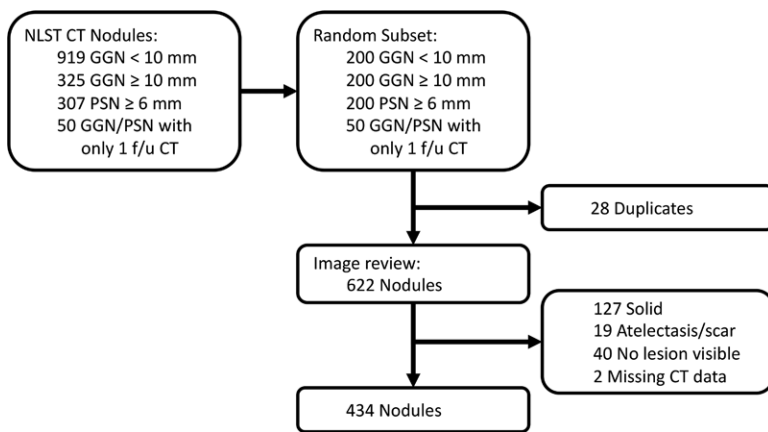 NLST CT Nodules:
919 GGN < 10 mm
325 GGN ≥ 10 mm
307 PSN ≥ 6 mm
50 GGN/PSN with
only 1 f/u CT
Random Subset:
200 GGN < 10 mm
200 GGN ≥ 10 mm
200 PSN ≥ 6 mm
50 GGN/PSN with
only 1 f/u CT
28 Duplicates
Image review:
622 Nodules
127 Solid
19 Atelectasis/scar
40 No lesion visible
2 Missing CT data
434 Nodules